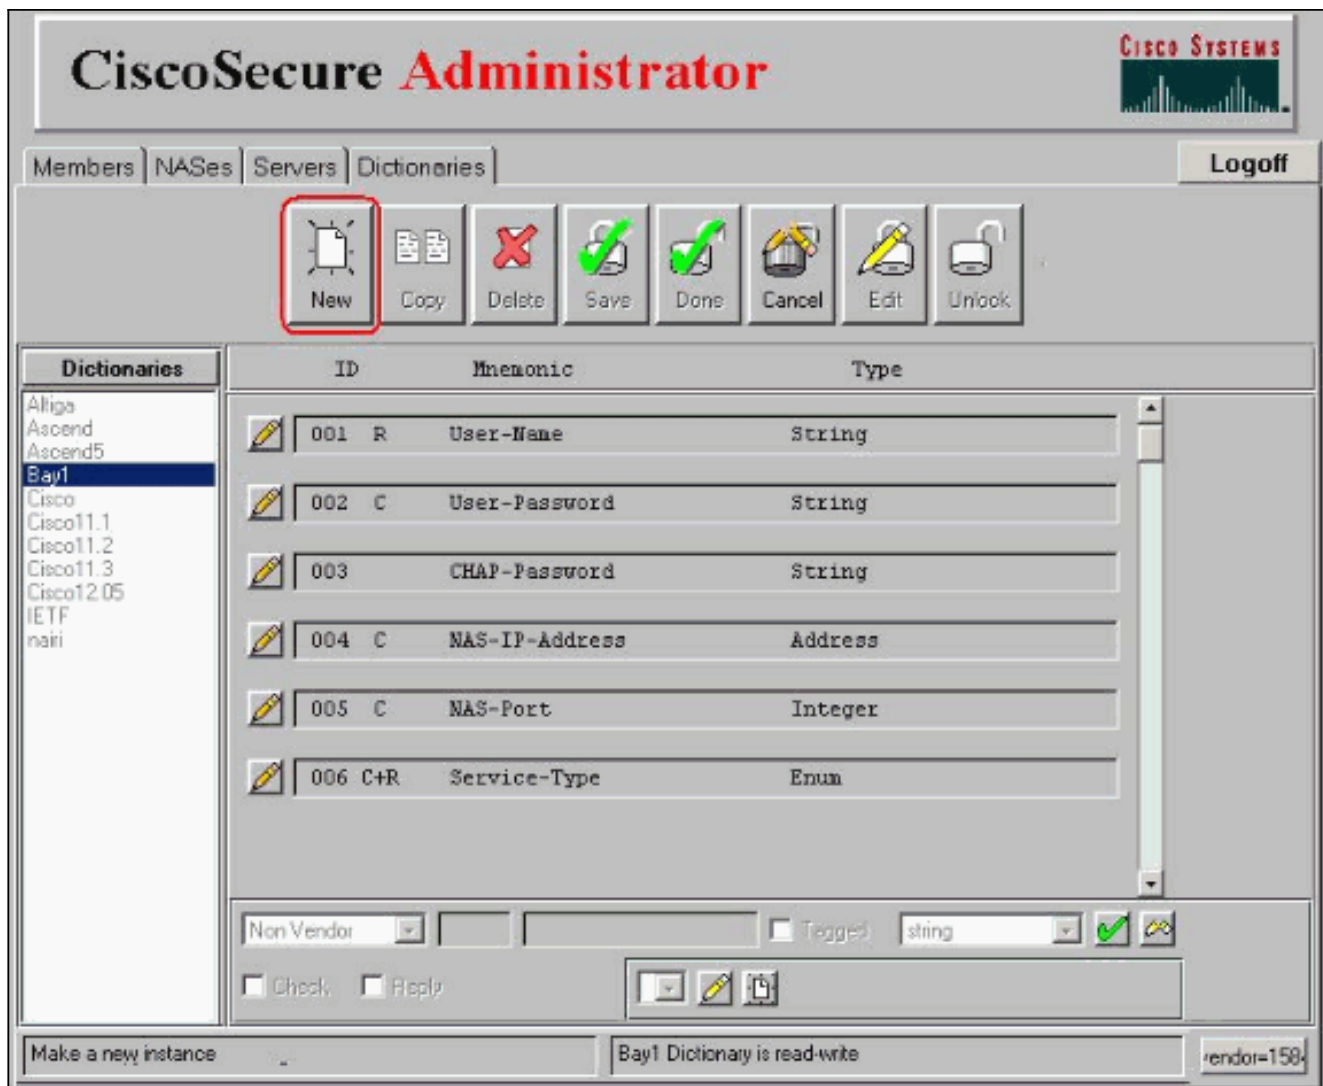 CiscoSecure Administrator
CISCO SYSTEMS
Members NASes Servers Dictionaries
Logoff
New Copy Delete Save Done Cancel Edit Unlock
Dictionaries
ID Mnemonic Type
Altiga
Ascend
Ascend5
Bay1
Cisco
Cisco11.1
Cisco11.2
Cisco11.3
Cisco12.05
IETF
nairi
001 R User-Name String
002 C User-Password String
003 CHAP-Password String
004 C NAS-IP-Address Address
005 C NAS-Port Integer
006 C+R Service-Type Enum
Non Vendor Tagged string
Check Reply
Make a new instance
Bay1 Dictionary is read-write
endor=158